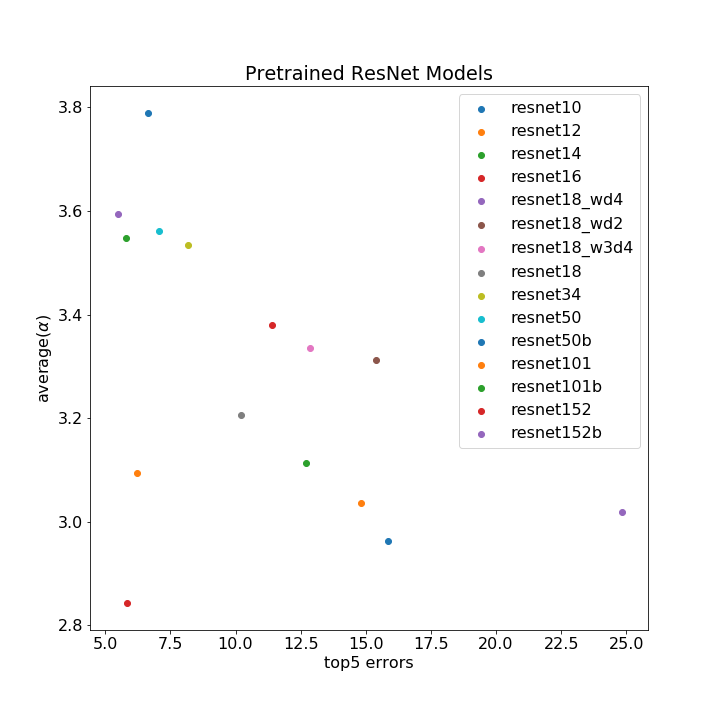 Pretrained ResNet Models
3.8
3.6
3.4
3.2
3.0
2.8
average(α)
resnet10
resnet12
resnet14
resnet16
resnet18_wd4
resnet18_wd2
resnet18_w3d4
resnet18
resnet34
resnet50
resnet50b
resnet101
resnet101b
resnet152
resnet152b
5.0 7.5 10.0 12.5 15.0 17.5 20.0 22.5 25.0
top5 errors